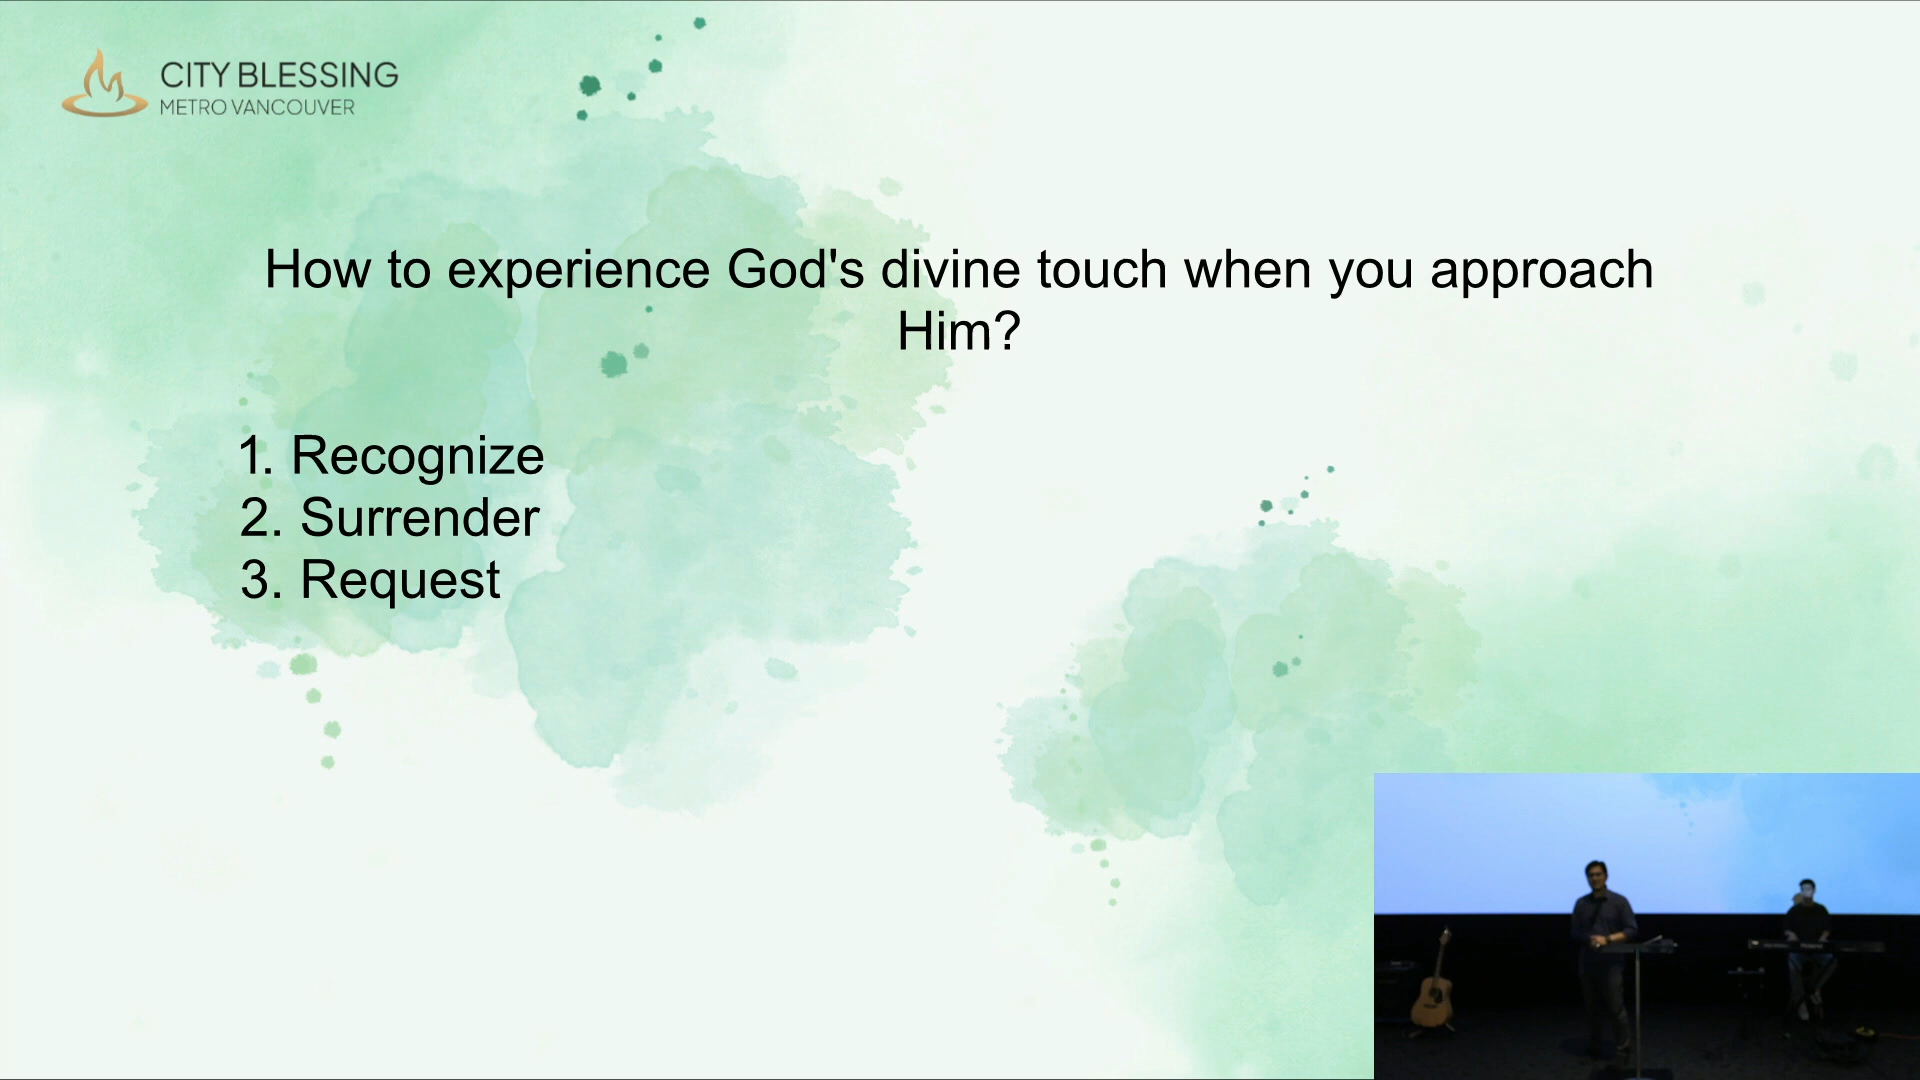 CITY BLESSING
METRO VANCOUVER
How to experience God's divine touch when you approach
Him?
1. Recognize
2. Surrender
3. Request